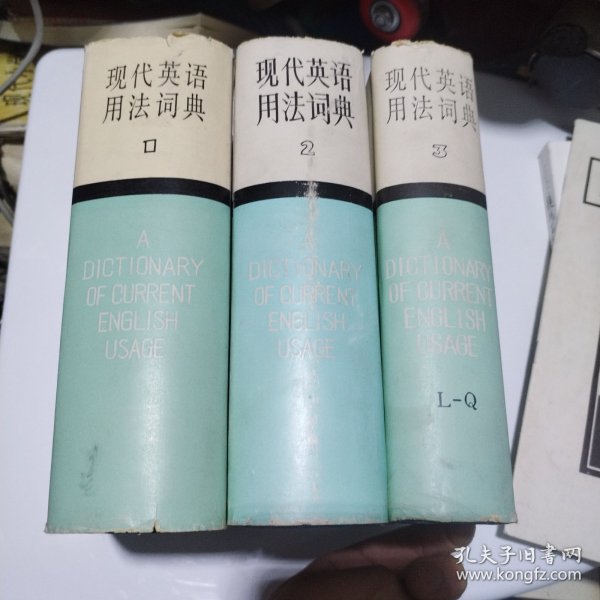 现代英语
用法词典
1
A
DICTIONARY
OF CURRENT
ENGLISH
USAGE
现代英语
用法词典
2
A
DICTIONARY
OF CURRENT
ENGLISH
USAGE
现代英语
用法词典
3
A
DICTIONARY
OF CURRENT
ENGLISH
USAGE
L-Q
孔夫子旧书网
www.kongfz.com